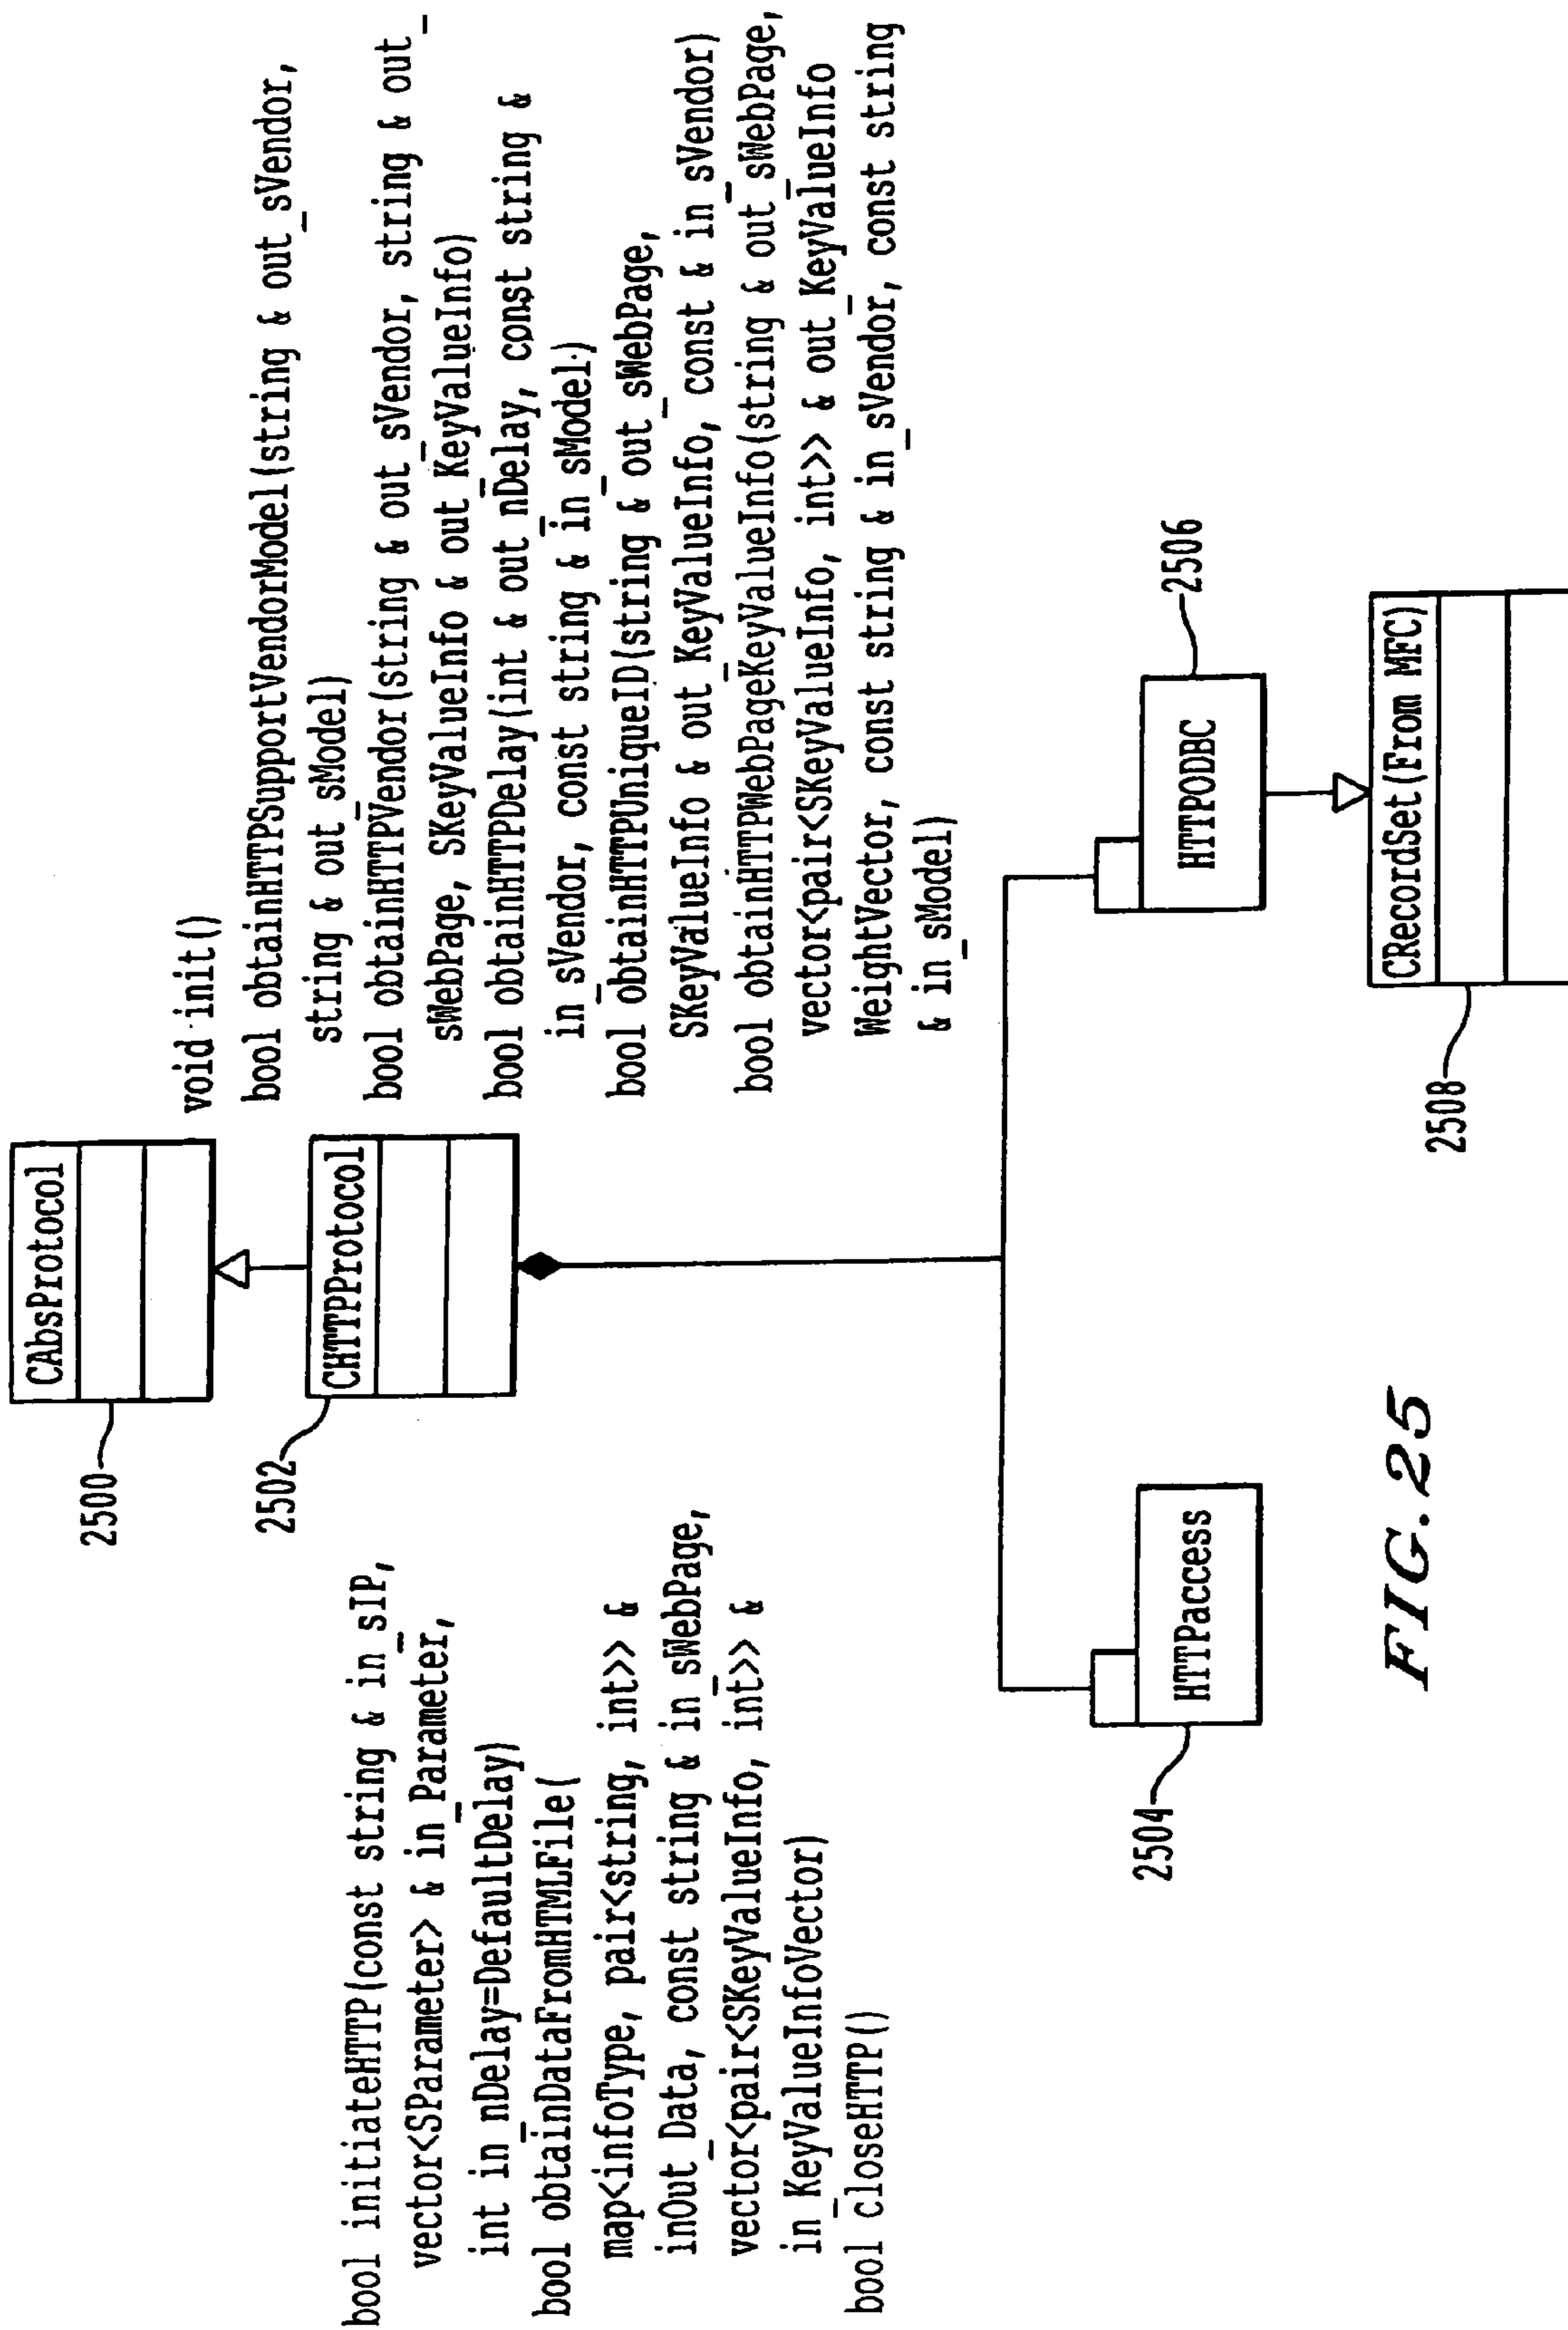 CAbsProtocol
2500
CHTTPProtocol
2502
bool initiateHTTP(const string & in_sIP,
vector<SParameter> & in_Parameter,
int in_nDelay=DefaultDelay)
bool obtainDataFromHTMLFile(
map<infoType, pair<string, int>> &
inOut_Data, const string & in_sWebPage,
vector<pair<SKeyValueInfo, int>> &
in_KeyValueInfoVector)
bool closeHTTP()
void init()
bool obtainHTTPSupportVendorModel(string & out_sVendor,
string & out_sModel)
bool obtainHTTPVendor(string & out_sVendor, string & out_
sWebPage, SKeyValueInfo & out_KeyValueInfo)
bool obtainHTTPDelay(int & out_nDelay, const string &
in_sVendor, const string & in_sModel)
bool obtainHTTPUniqueID(string & out_sWebPage,
SKeyValueInfo & out_KeyValueInfo, const & in_sVendor)
bool obtainHTTPWebPageKeyValueInfo(string & out_sWebPage,
vector<pair<SKeyValueInfo, int>> & out_KeyValueInfo
WeightVector, const string & in_sVendor, const string
& in_sModel)
HTTPaccess
2504
HTTPODBC
2506
CRecordSet(From MFC)
2508
FIG.25